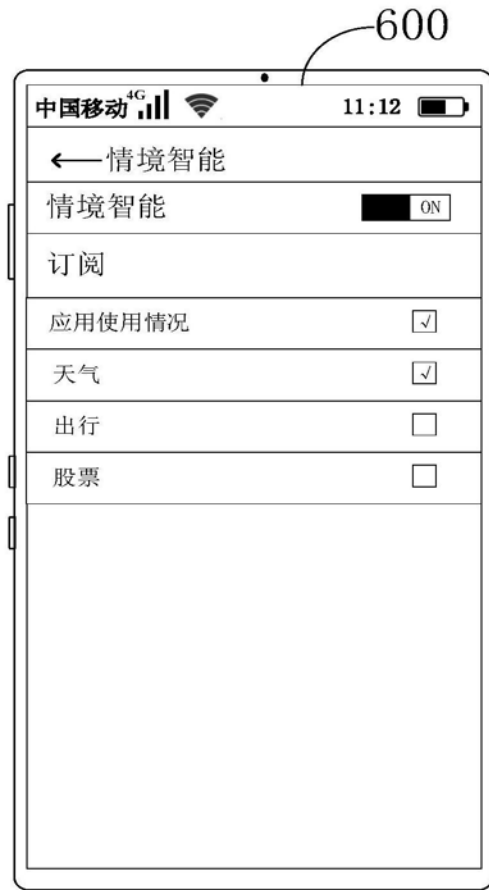 600
中国移动 4G 11:12
←情境智能
情境智能 ON
订阅
应用使用情况 √
天气 √
出行
股票